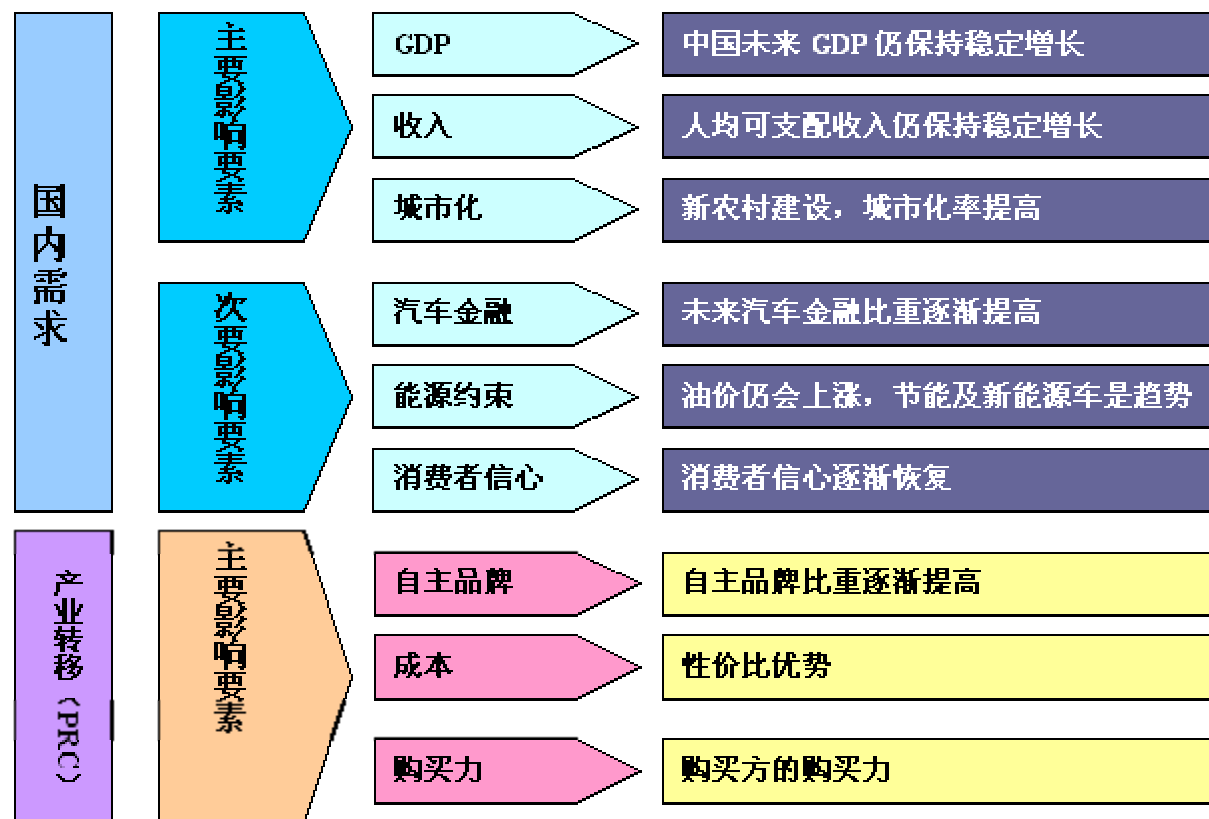 国内需求
主要影响要素
GDP
中国未来 GDP 仍保持稳定增长
收入
人均可支配收入仍保持稳定增长
城市化
新农村建设，城市化率提高
次要影响要素
汽车金融
未来汽车金融比重逐渐提高
能源约束
油价仍会上涨，节能及新能源车是趋势
消费者信心
消费者信心逐渐恢复
产业转移（PRC）
主要影响要素
自主品牌
自主品牌比重逐渐提高
成本
性价比优势
购买力
购买方的购买力